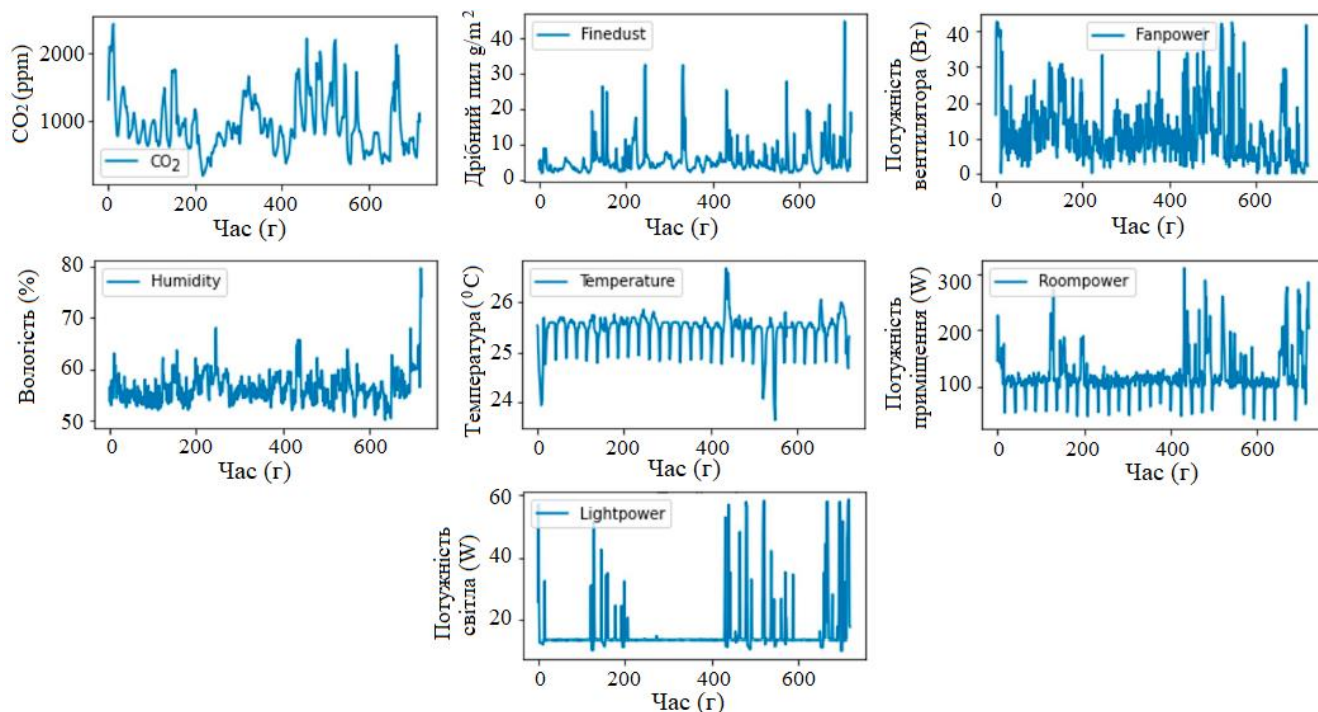 CO₂ (ppm)
2000
1000
CO₂
0 200 400 600
Час (г)
Дрібний пил g/m ²
40
30
20
10
0
Finedust
0 200 400 600
Час (г)
Потужність
вентилятора (Вт)
40
30
20
10
0
Fanpower
0 200 400 600
Час (г)
Вологість (%)
80
70
60
50
Humidity
0 200 400 600
Час (г)
Температура (⁰C)
26
25
24
Temperature
0 200 400 600
Час (г)
Потужність
приміщення (W)
300
200
100
Roompower
0 200 400 600
Час (г)
Потужність
світла (W)
60
40
20
Lightpower
0 200 400 600
Час (г)